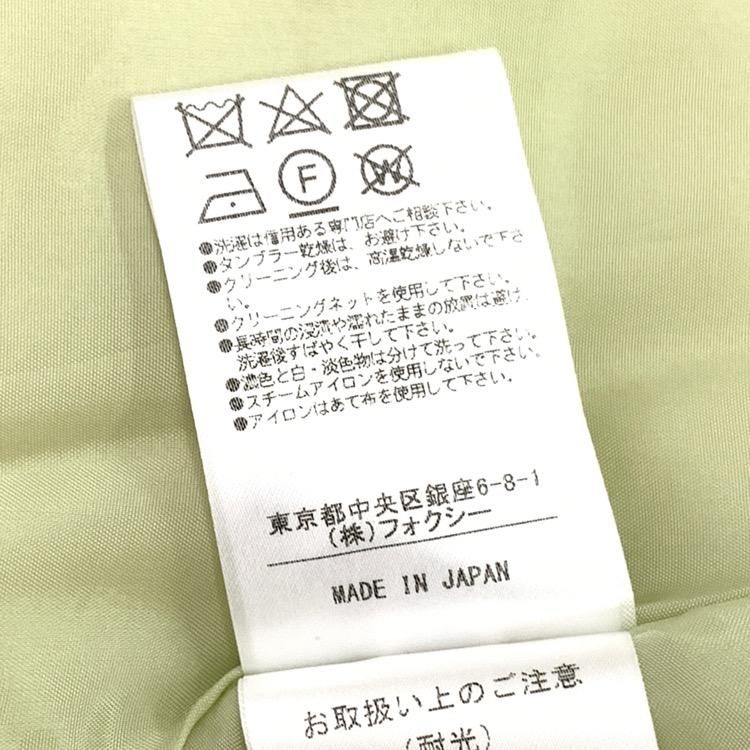 F
W
●洗濯は信用ある専門店へご相談下さい。
●タンブラー乾燥は、お避け下さい。
●クリーニング後は、高温乾燥しないで下さ
い。
●クリーニングネットを使用して下さい。
●長時間の浸漬や濡れたままの放置は避け、
洗濯後すばやく干して下さい。
●濃色と白・淡色物は分けて洗って下さい。
●スチームアイロンを使用しないで下さい。
●アイロンはあて布を使用して下さい。
東京都中央区銀座6-8-1
(株)フォクシー
MADE IN JAPAN
お取扱い上のご注意
(耐光)